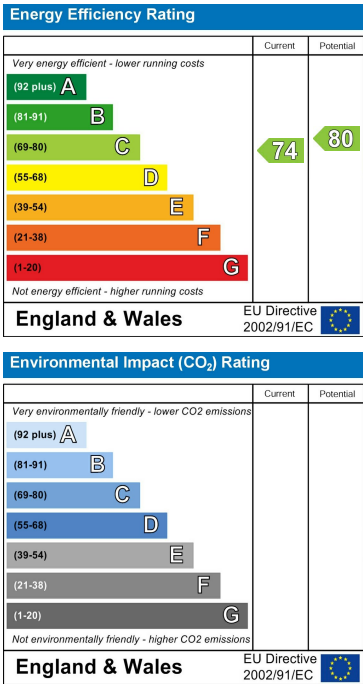 Energy Efficiency Rating
Current Potential
Very energy efficient - lower running costs
(92 plus) A
(81-91) B
(69-80) C
(55-68) D
(39-54) E
(21-38) F
(1-20) G
74
80
Not energy efficient - higher running costs
England & Wales
EU Directive
2002/91/EC
Environmental Impact (CO₂) Rating
Current Potential
Very environmentally friendly - lower CO2 emissions
(92 plus) A
(81-91) B
(69-80) C
(55-68) D
(39-54) E
(21-38) F
(1-20) G
Not environmentally friendly - higher CO2 emissions
England & Wales
EU Directive
2002/91/EC